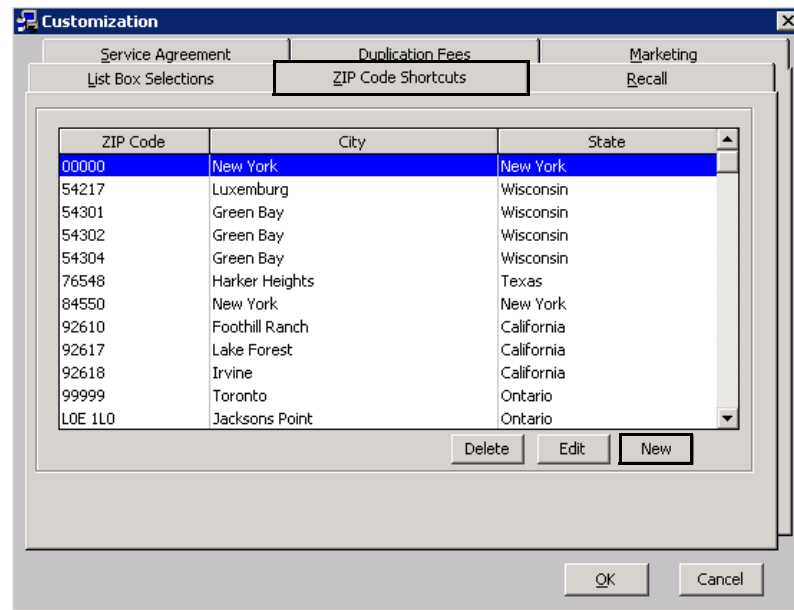 Customization
Service Agreement Duplication Fees Marketing
List Box Selections ZIP Code Shortcuts Recall
ZIP Code City State
00000 New York New York
54217 Luxemburg Wisconsin
54301 Green Bay Wisconsin
54302 Green Bay Wisconsin
54304 Green Bay Wisconsin
76548 Harker Heights Texas
84550 New York New York
92610 Foothill Ranch California
92617 Lake Forest California
92618 Irvine California
99999 Toronto Ontario
L0E 1L0 Jacksons Point Ontario
Delete Edit New
OK Cancel